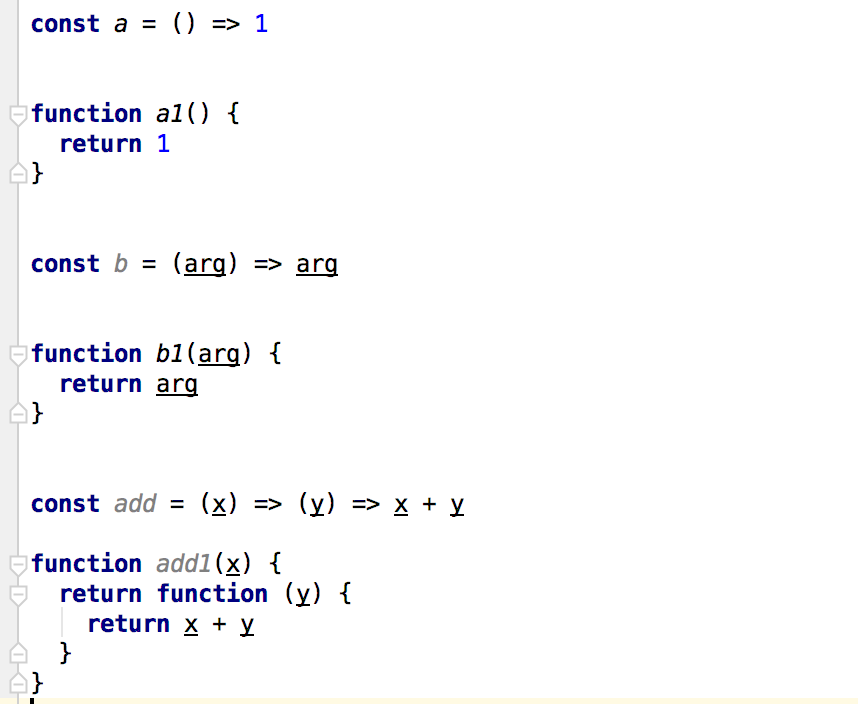 const a = () => 1
function a1() {
  return 1
}
const b = (arg) => arg
function b1(arg) {
  return arg
}
const add = (x) => (y) => x + y
function add1(x) {
  return function (y) {
    return x + y
  }
}